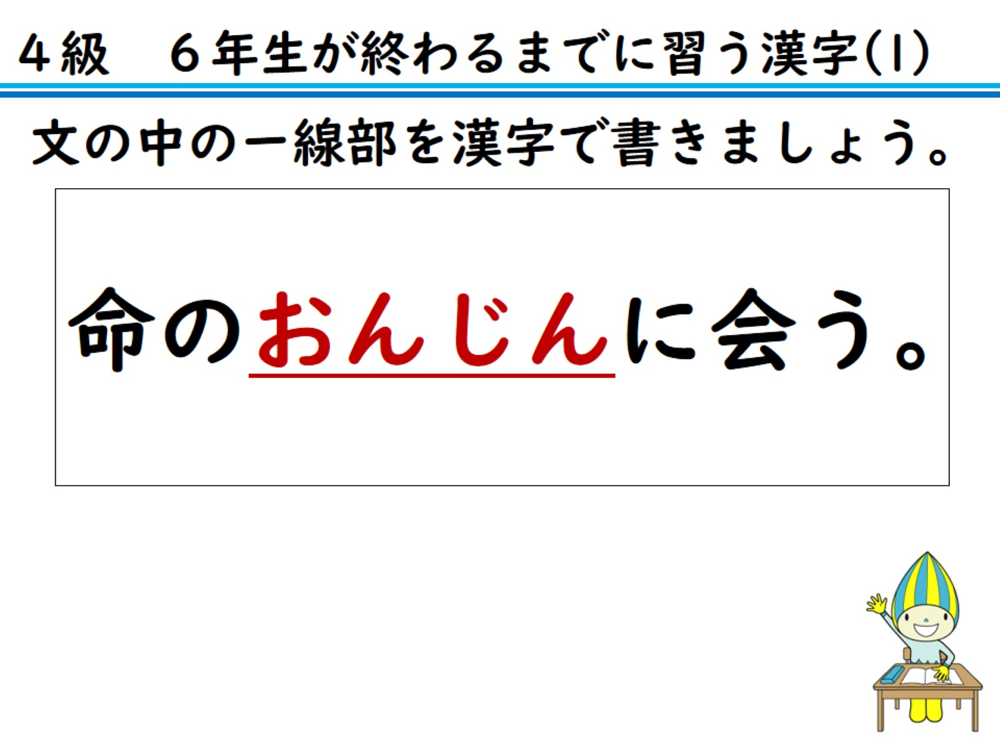 ４級　６年生が終わるまでに習う漢字(1)
文の中の―線部を漢字で書きましょう。
命のおんじんに会う。